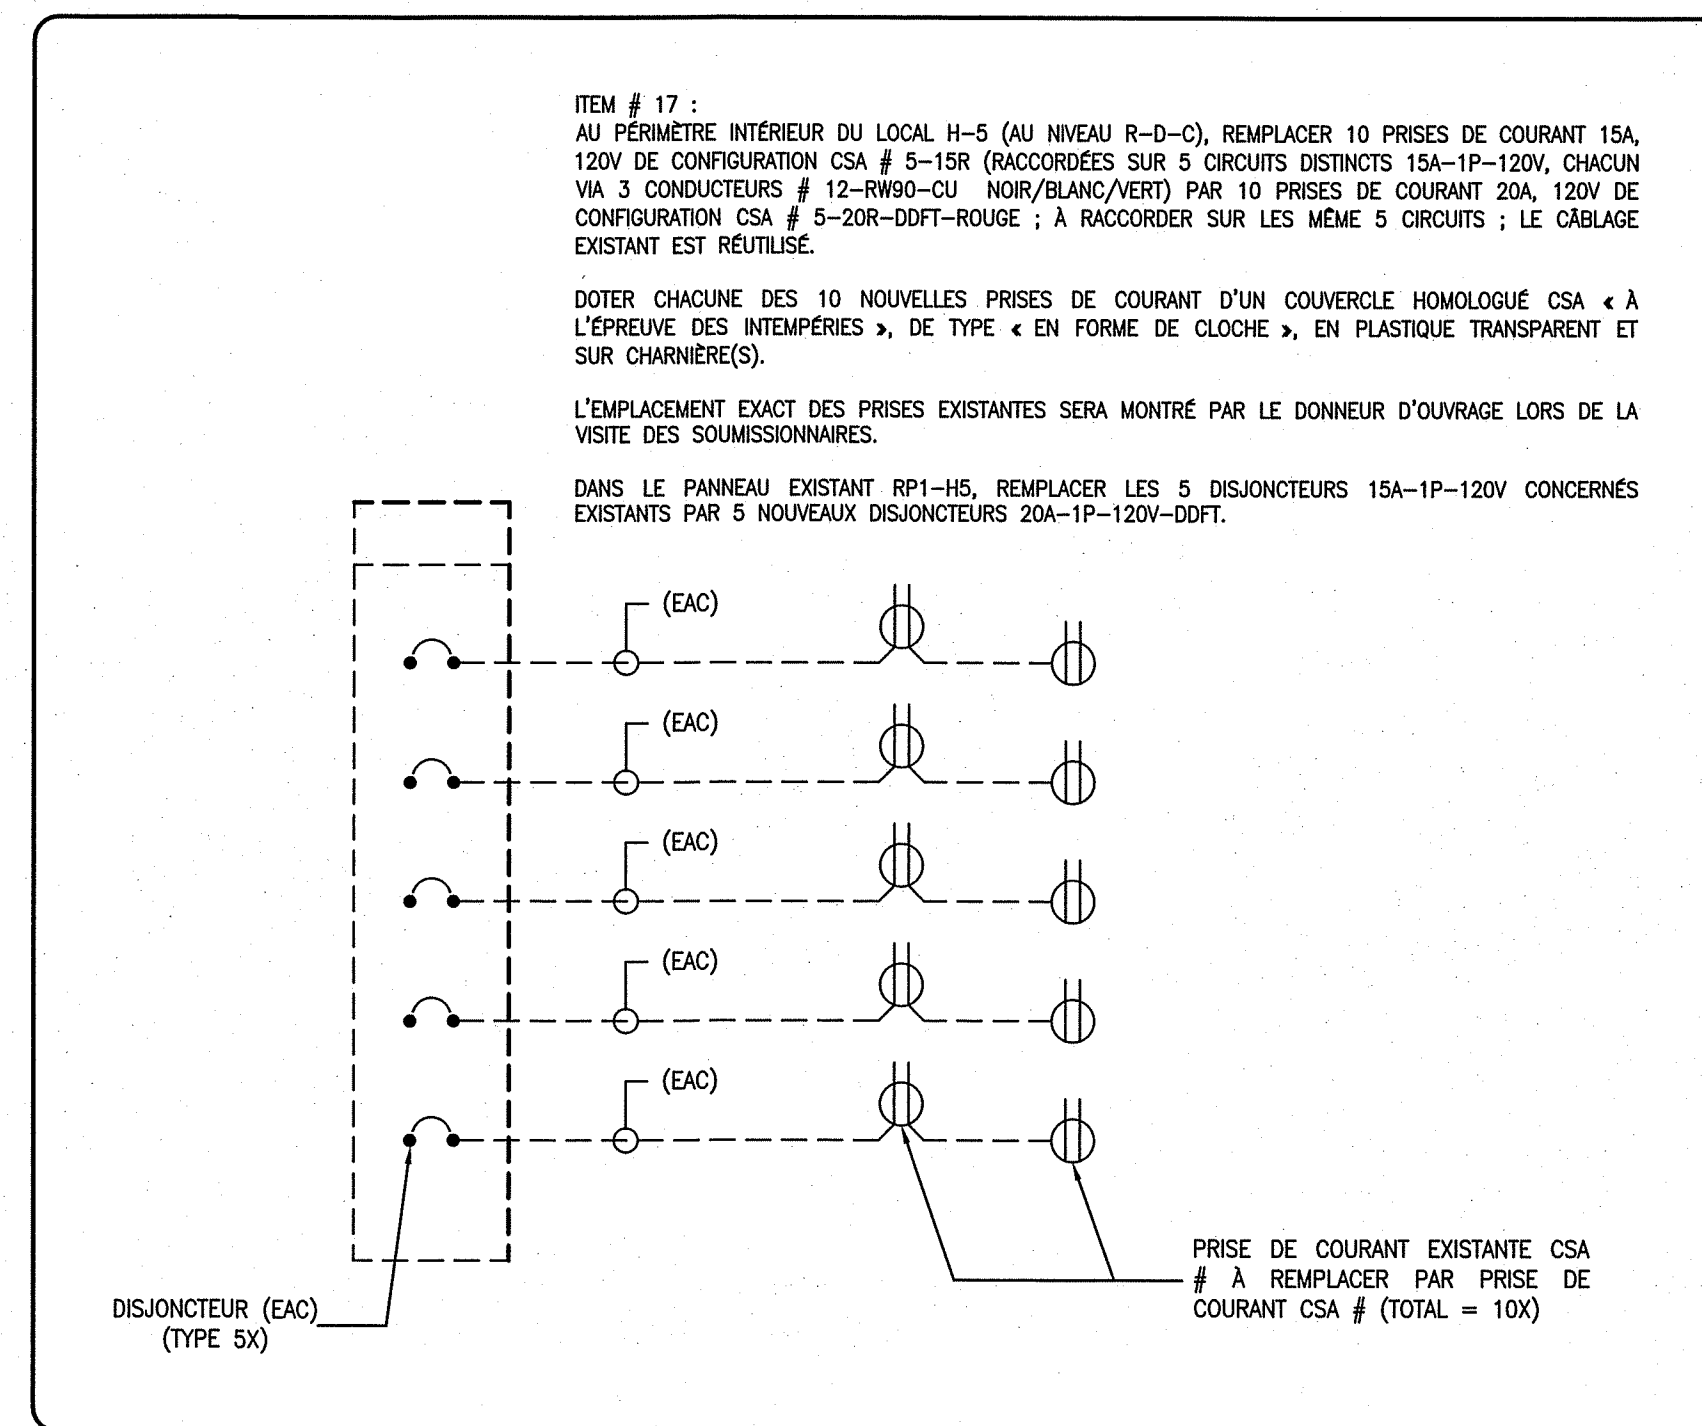 ITEM # 17 :
AU PÉRIMÈTRE INTÉRIEUR DU LOCAL H-5 (AU NIVEAU R-D-C), REMPLACER 10 PRISES DE COURANT 15A,
120V DE CONFIGURATION CSA # 5-15R (RACCORDÉES SUR 5 CIRCUITS DISTINCTS 15A-1P-120V, CHACUN
VIA 3 CONDUCTEURS # 12-RW90-CU NOIR/BLANC/VERT) PAR 10 PRISES DE COURANT 20A, 120V DE
CONFIGURATION CSA # 5-20R-DDFT-ROUGE ; À RACCORDER SUR LES MÊME 5 CIRCUITS ; LE CÂBLAGE
EXISTANT EST RÉUTILISÉ.
DOTER CHACUNE DES 10 NOUVELLES PRISES DE COURANT D'UN COUVERCLE HOMOLOGUÉ CSA « À
L'ÉPREUVE DES INTEMPÉRIES », DE TYPE « EN FORME DE CLOCHE », EN PLASTIQUE TRANSPARENT ET
SUR CHARNIÈRE(S).
L'EMPLACEMENT EXACT DES PRISES EXISTANTES SERA MONTRÉ PAR LE DONNEUR D'OUVRAGE LORS DE LA
VISITE DES SOUMISSIONNAIRES.
DANS LE PANNEAU EXISTANT RP1-H5, REMPLACER LES 5 DISJONCTEURS 15A-1P-120V CONCERNÉS
EXISTANTS PAR 5 NOUVEAUX DISJONCTEURS 20A-1P-120V-DDFT.
(EAC)
(EAC)
(EAC)
(EAC)
(EAC)
PRISE DE COURANT EXISTANTE CSA
# À REMPLACER PAR PRISE DE
COURANT CSA # (TOTAL = 10X)
DISJONCTEUR (EAC)
(TYPE 5X)